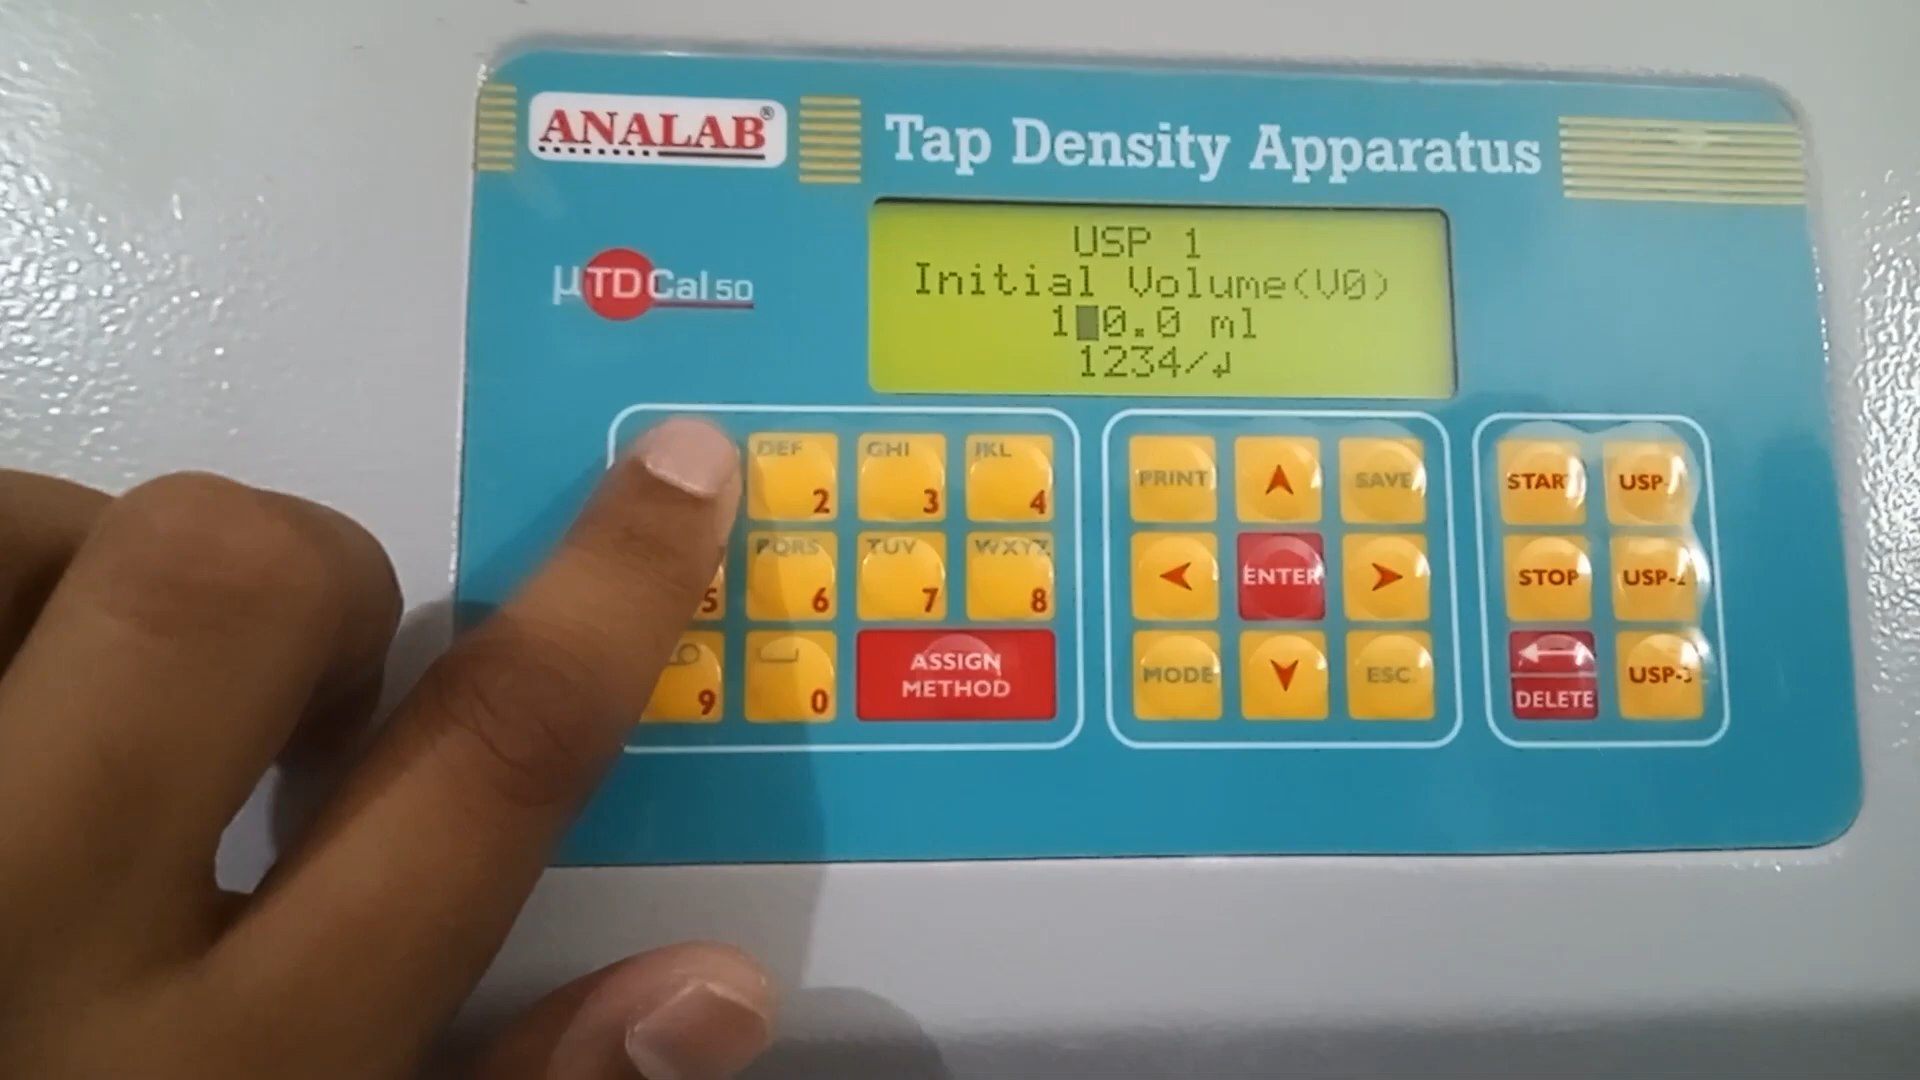 ANALAB®
Tap Density Apparatus
µTDCal 50
USP 1
Initial Volume(V0)
1█0.0 ml
1234/↲
DEF 2
GHI 3
JKL 4
PRINT
SAVE
START
USP-1
5
PQRS 6
TUV 7
WXYZ 8
ENTER
STOP
USP-2
9
0
ASSIGN
METHOD
MODE
ESC.
DELETE
USP-3